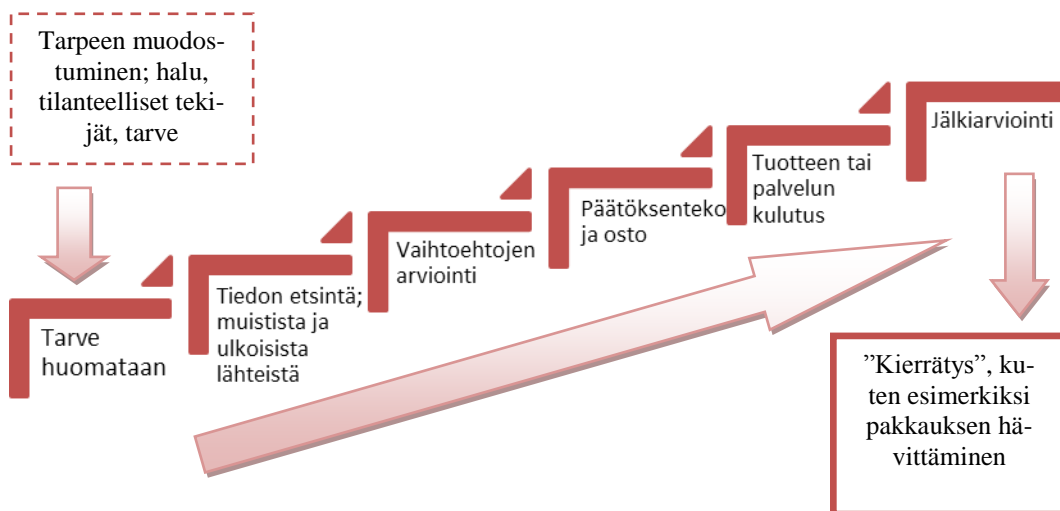 Tarpeen muodos-
tuminen; halu,
tilanteelliset teki-
jät, tarve
Tarve
huomataan
Tiedon etsintä;
muistista ja
ulkoisista
lähteistä
Vaihtoehtojen
arviointi
Päätöksenteko
ja osto
Tuotteen tai
palvelun
kulutus
Jälkiarviointi
”Kierrätys”, ku-
ten esimerkiksi
pakkauksen hä-
vittäminen